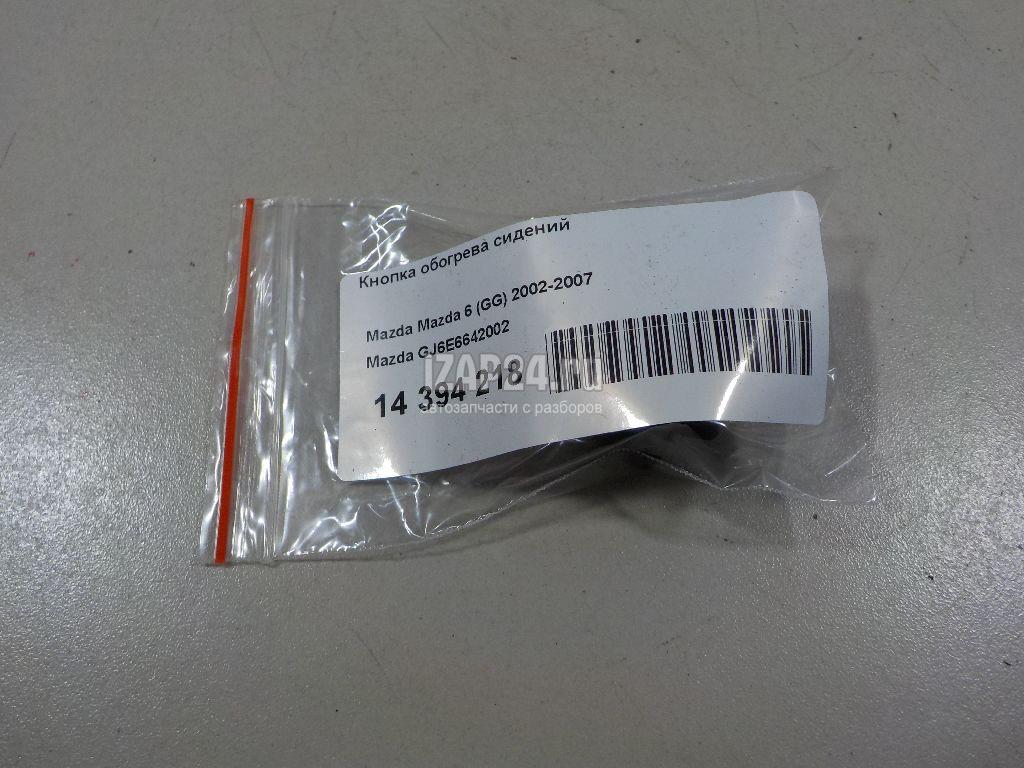 Кнопка обогрева сидений
Mazda Mazda 6 (GG) 2002-2007
Mazda GJ6E6642002
14 394 218
IZAP24.ru
автозапчасти с разборов